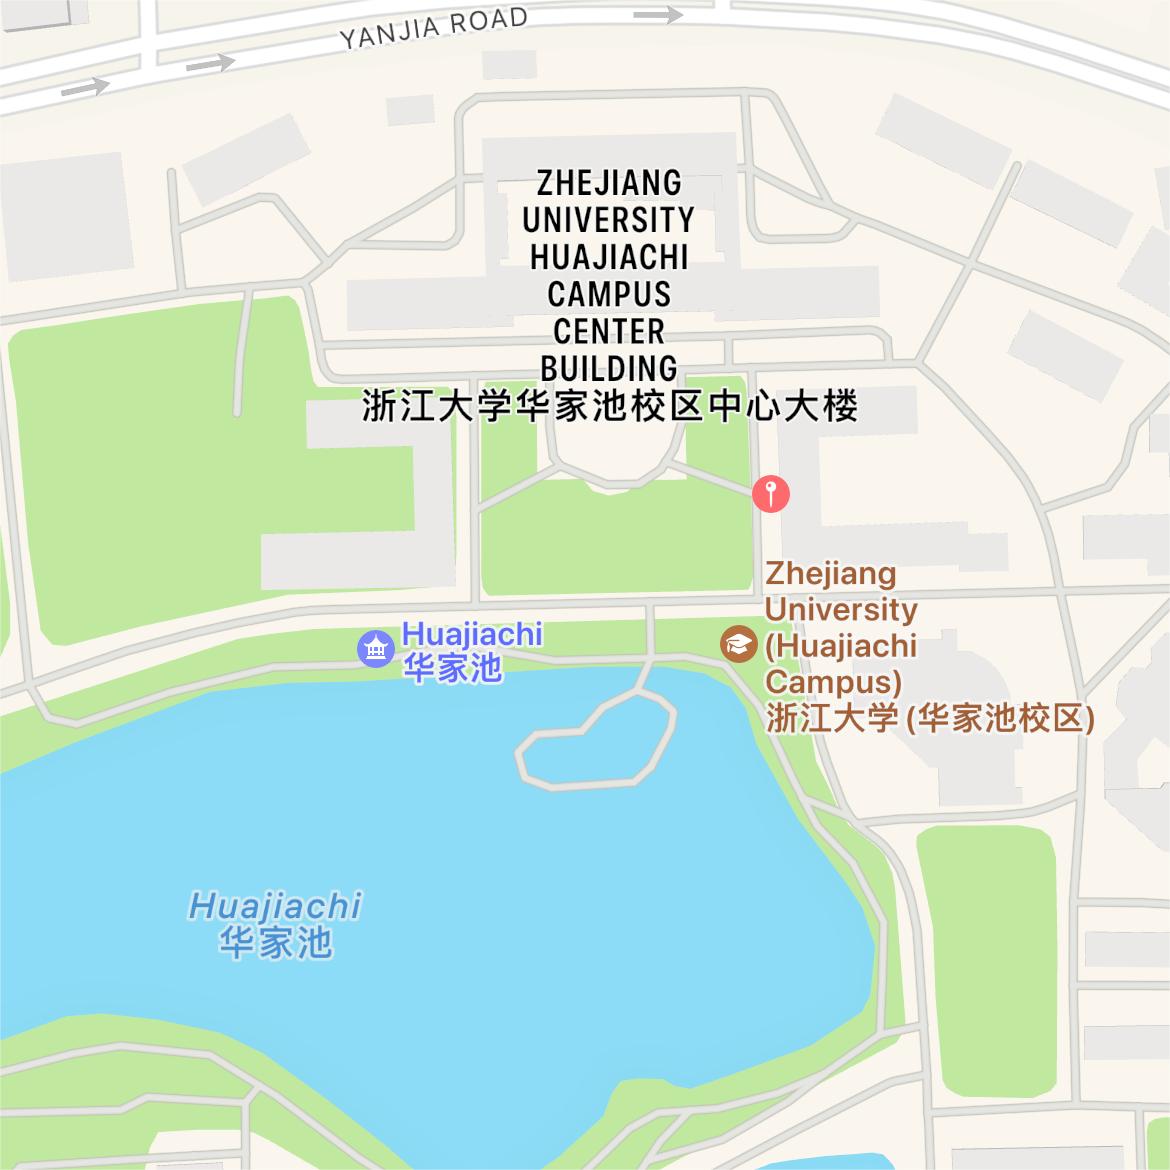 YANJIA ROAD
ZHEJIANG
UNIVERSITY
HUAJIACHI
CAMPUS
CENTER
BUILDING
浙江大学华家池校区中心大楼
Zhejiang
University
(Huajiachi
Campus)
浙江大学 (华家池校区)
Huajiachi
华家池
Huajiachi
华家池